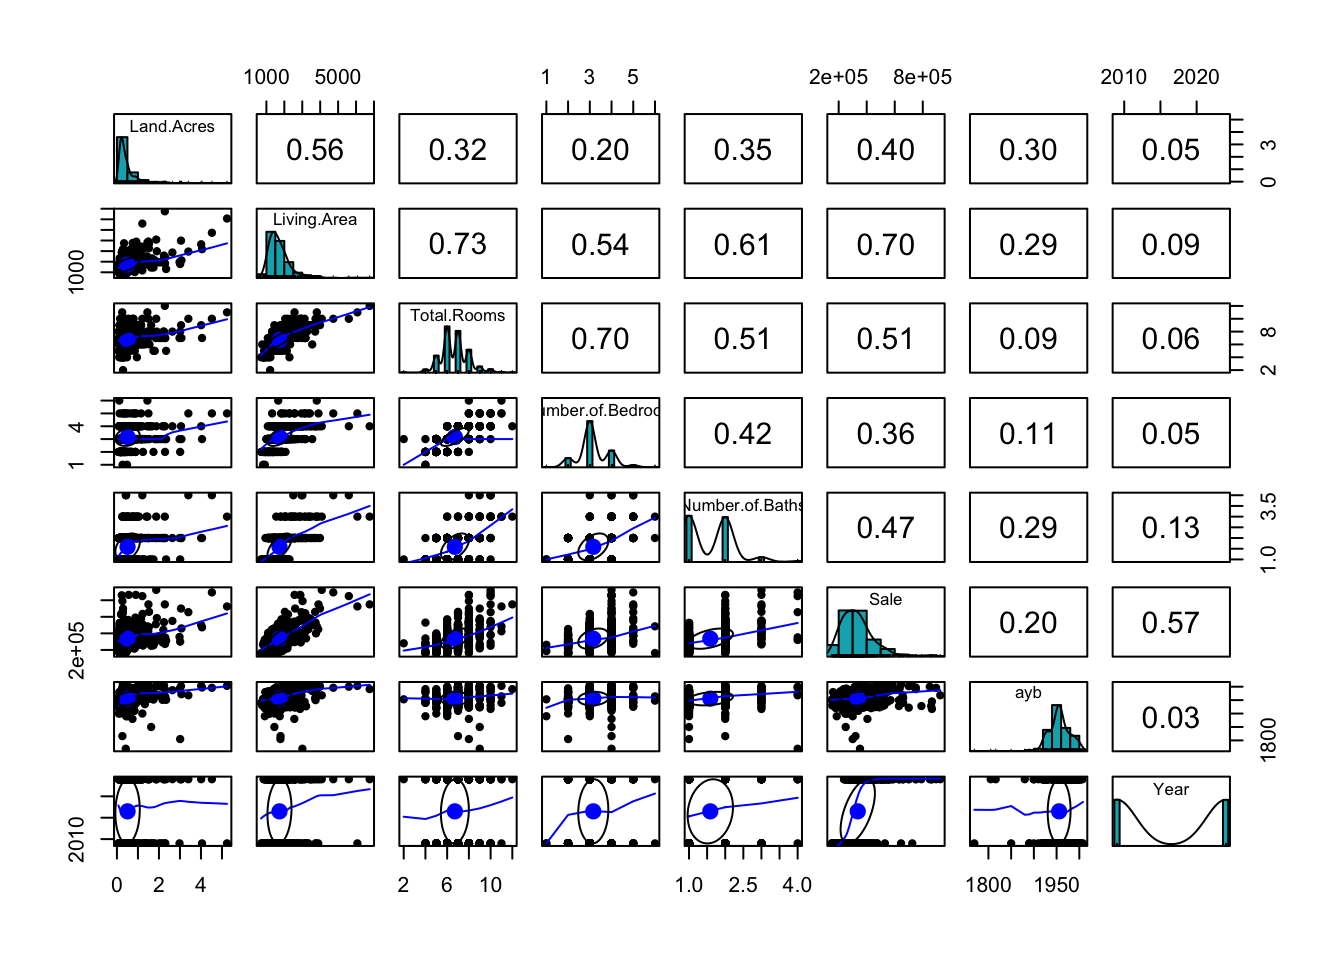 1000 5000 1 3 5 2e+05 8e+05 2010 2020
Land.Acres 0.56 0.32 0.20 0.35 0.40 0.30 0.05 0 3
1000 Living.Area 0.73 0.54 0.61 0.70 0.29 0.09
Total.Rooms 0.70 0.51 0.51 0.09 0.06 2 8
1 4 umber.of.Bedroo 0.42 0.36 0.11 0.05
Number.of.Baths 0.47 0.29 0.13 1.0 3.5
2e+05 Sale 0.20 0.57
ayb 0.03 1800
2010 Year
0 2 4 2 6 10 1.0 2.5 4.0 1800 1950